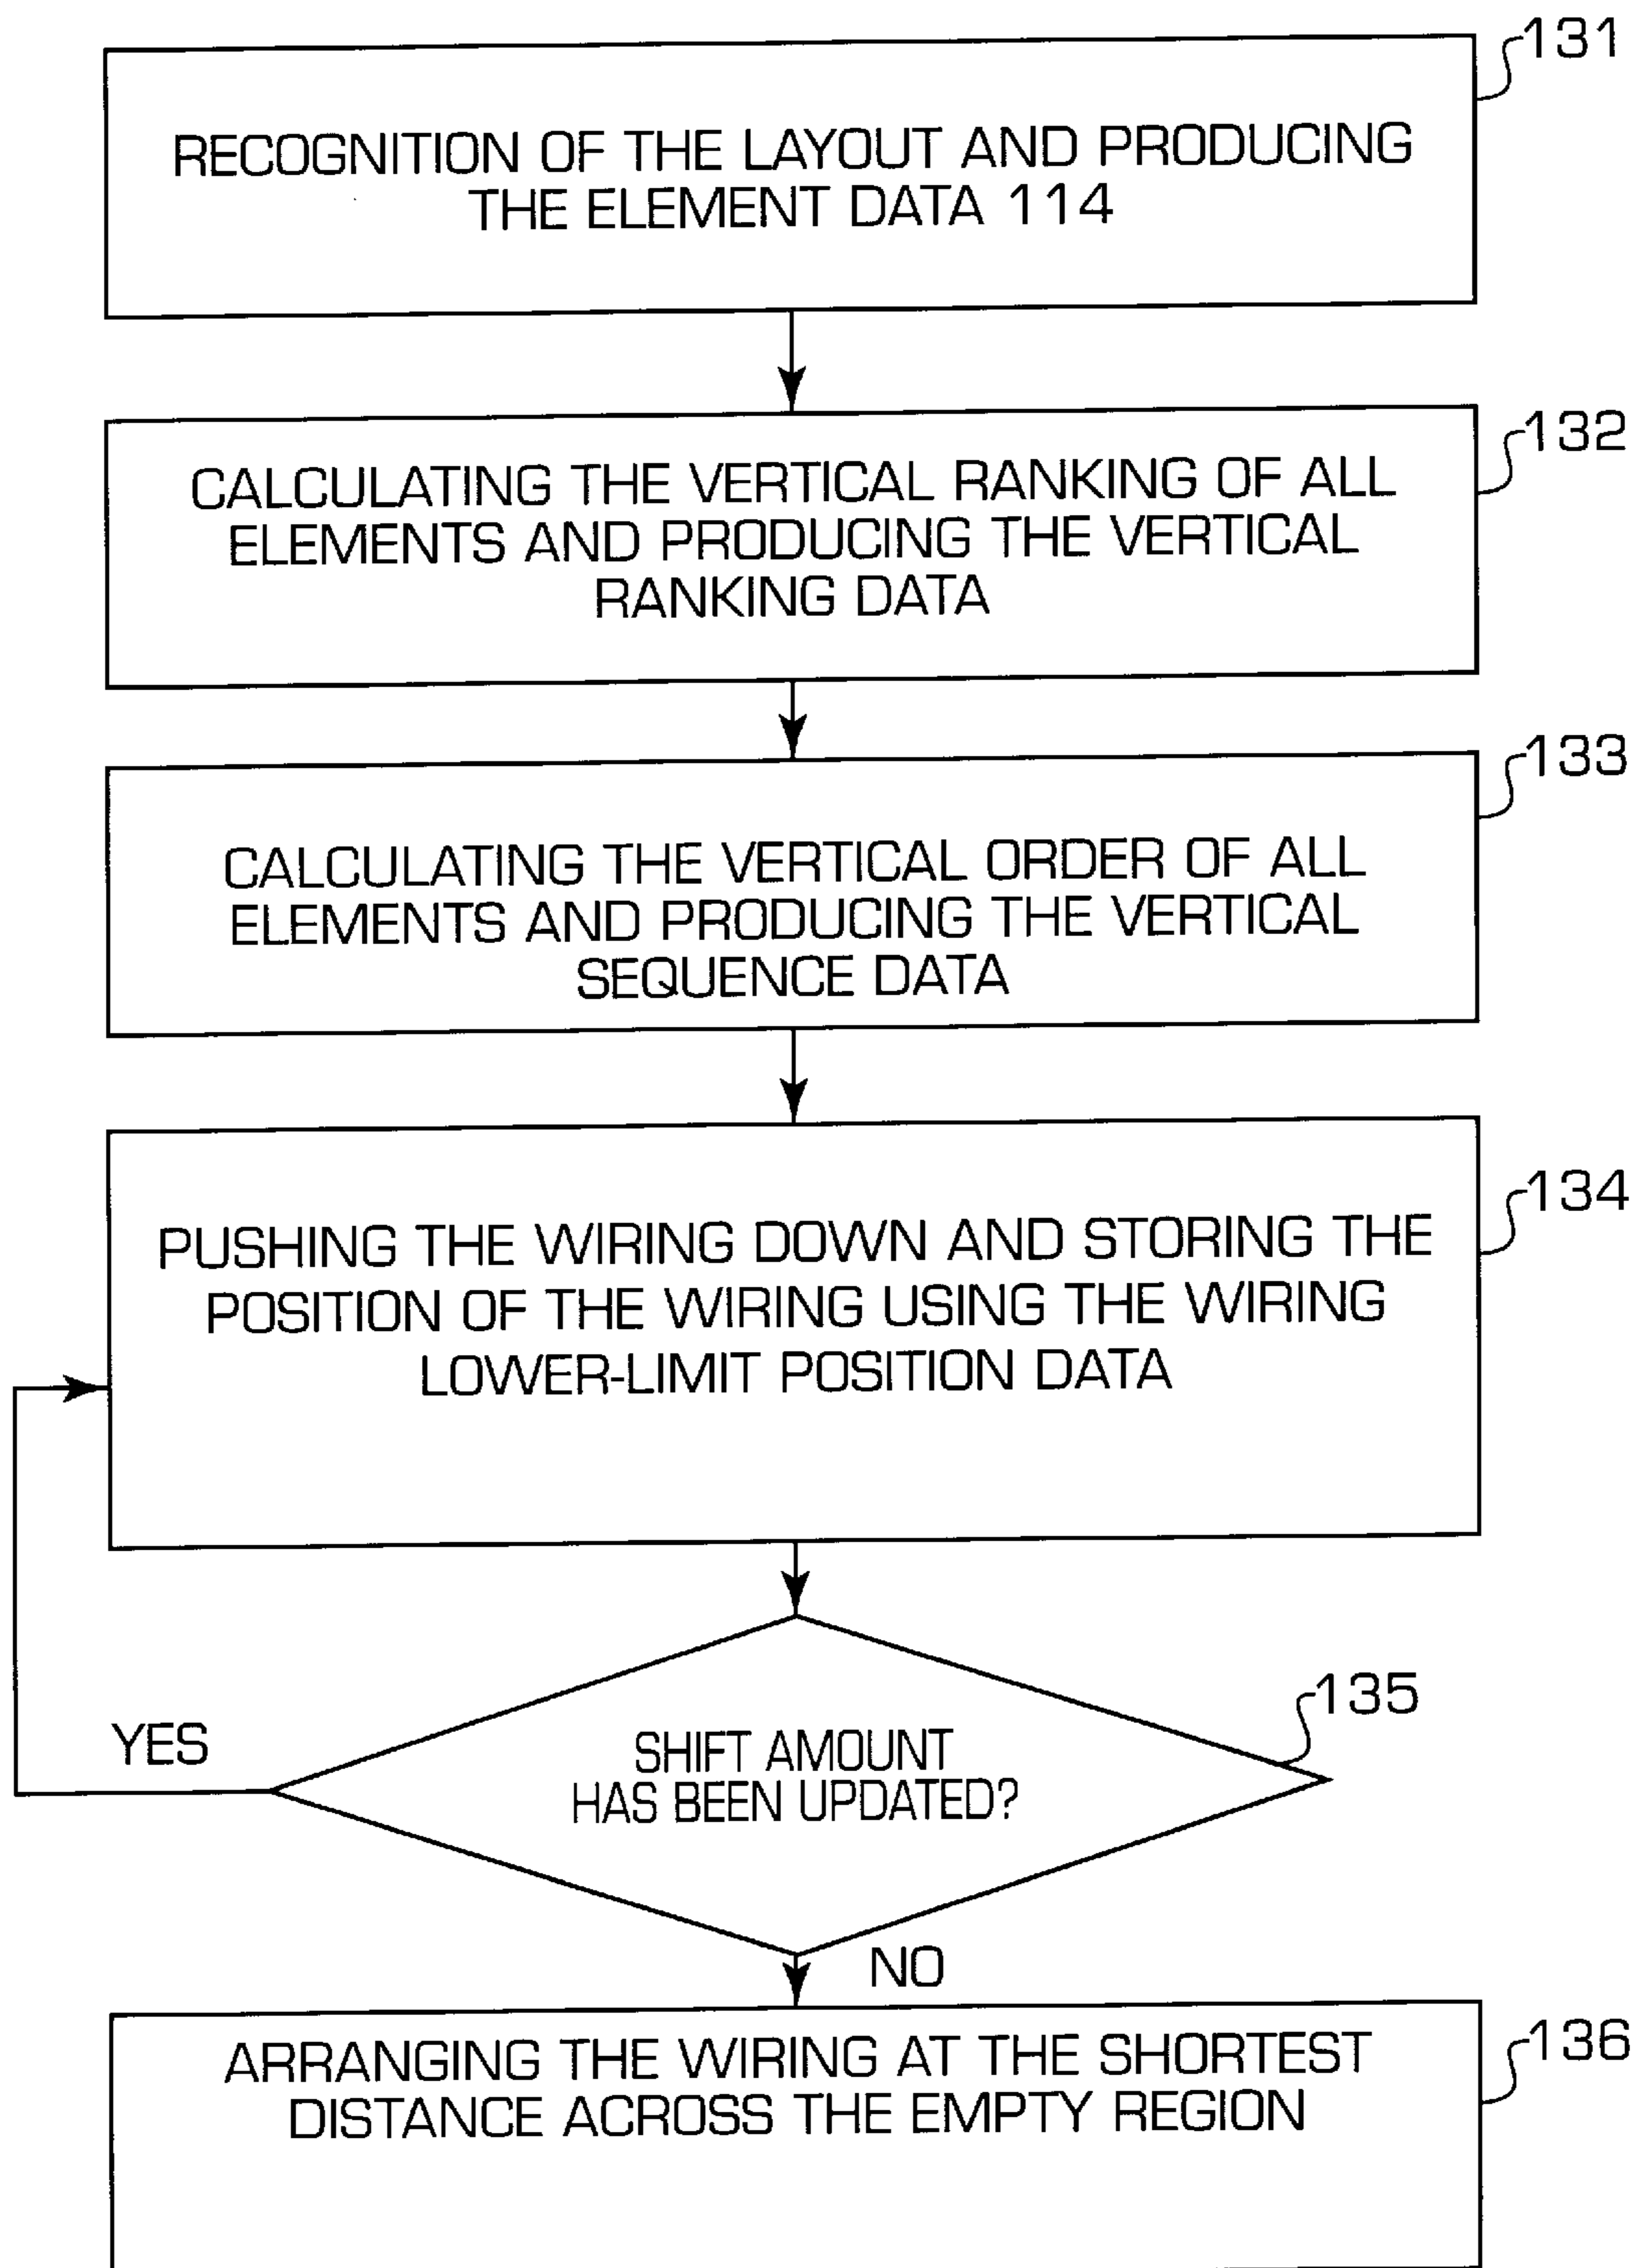 131
RECOGNITION OF THE LAYOUT AND PRODUCING
THE ELEMENT DATA 114
132
CALCULATING THE VERTICAL RANKING OF ALL
ELEMENTS AND PRODUCING THE VERTICAL
RANKING DATA
133
CALCULATING THE VERTICAL ORDER OF ALL
ELEMENTS AND PRODUCING THE VERTICAL
SEQUENCE DATA
134
PUSHING THE WIRING DOWN AND STORING THE
POSITION OF THE WIRING USING THE WIRING
LOWER-LIMIT POSITION DATA
135
YES
SHIFT AMOUNT
HAS BEEN UPDATED?
NO
136
ARRANGING THE WIRING AT THE SHORTEST
DISTANCE ACROSS THE EMPTY REGION